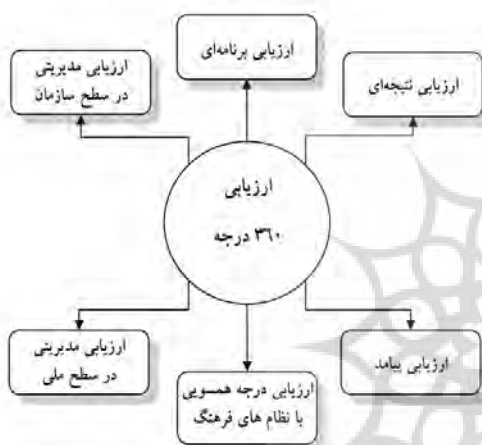 ارزیابی برنامه‌ای
ارزیابی نتیجه‌ای
ارزیابی مدیریتی
در سطح سازمان
ارزیابی
۳۶۰ درجه
ارزیابی پیامد
ارزیابی مدیریتی
در سطح ملی
ارزیابی درجه همسویی
با نظام های فرهنگ